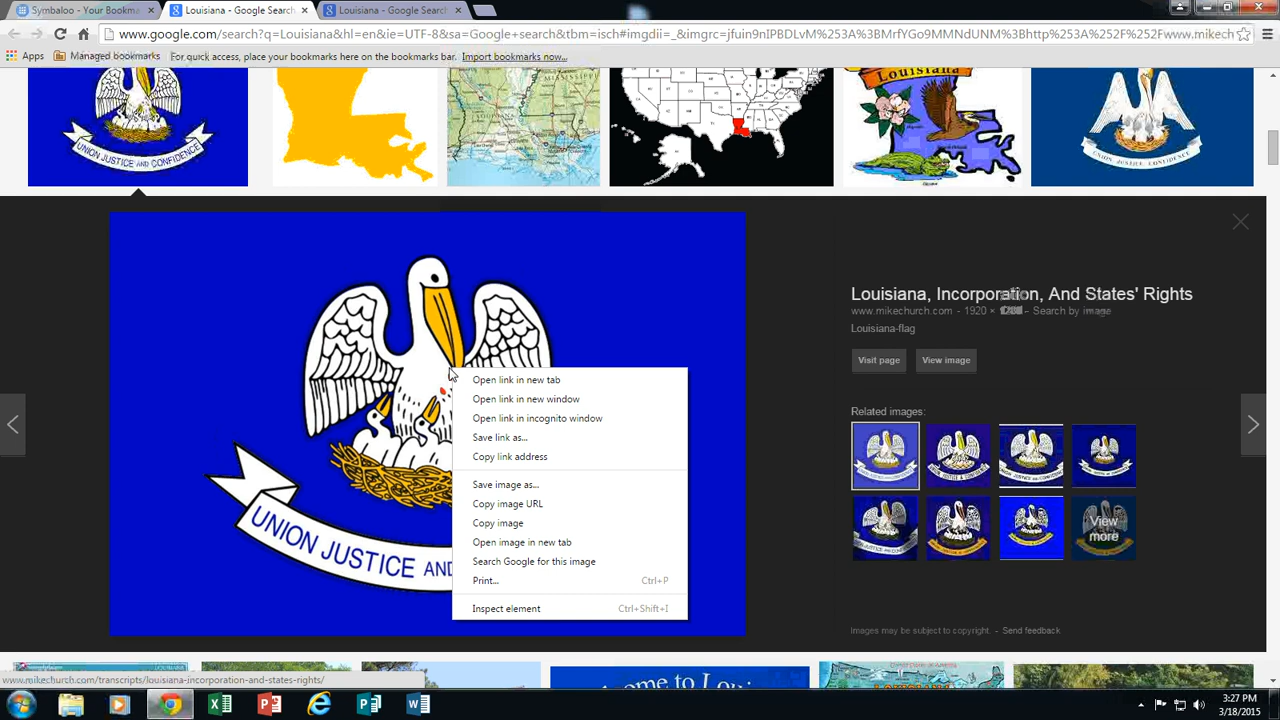 Symbaloo - Your Bookma
Louisiana - Google Search
Louisiana - Google Search
www.google.com/search?q=Louisiana&hl=en&ie=UTF-8&sa=Google+search&tbm=isch#imgdii=_&imgrc=jfuin9nIPBDLvM%253A%3BMrfYGo9MMNdUNM%3Bhttp%253A%252F%252Fwww.mikech
Apps
Managed bookmarks
For quick access, place your bookmarks here on the bookmarks bar.
Import bookmarks now...
MISSISSIPPI
Louisiana
UNION JUSTICE AND CONFIDENCE
UNION, JUSTICE, CONFIDENCE
Louisiana, Incorporation, And States' Rights
www.mikechurch.com - 1920 ×
- Search by image
Louisiana-flag
Visit page
View image
Related images:
View more
Open link in new tab
Open link in new window
Open link in incognito window
Save link as...
Copy link address
Save image as...
Copy image URL
Copy image
Open image in new tab
Search Google for this image
Print...
Ctrl+P
Inspect element
Ctrl+Shift+I
UNION JUSTICE AND
Images may be subject to copyright. - Send feedback
www.mikechurch.com/transcripts/louisiana-incorporation-and-states-rights/
3:27 PM
3/18/2015